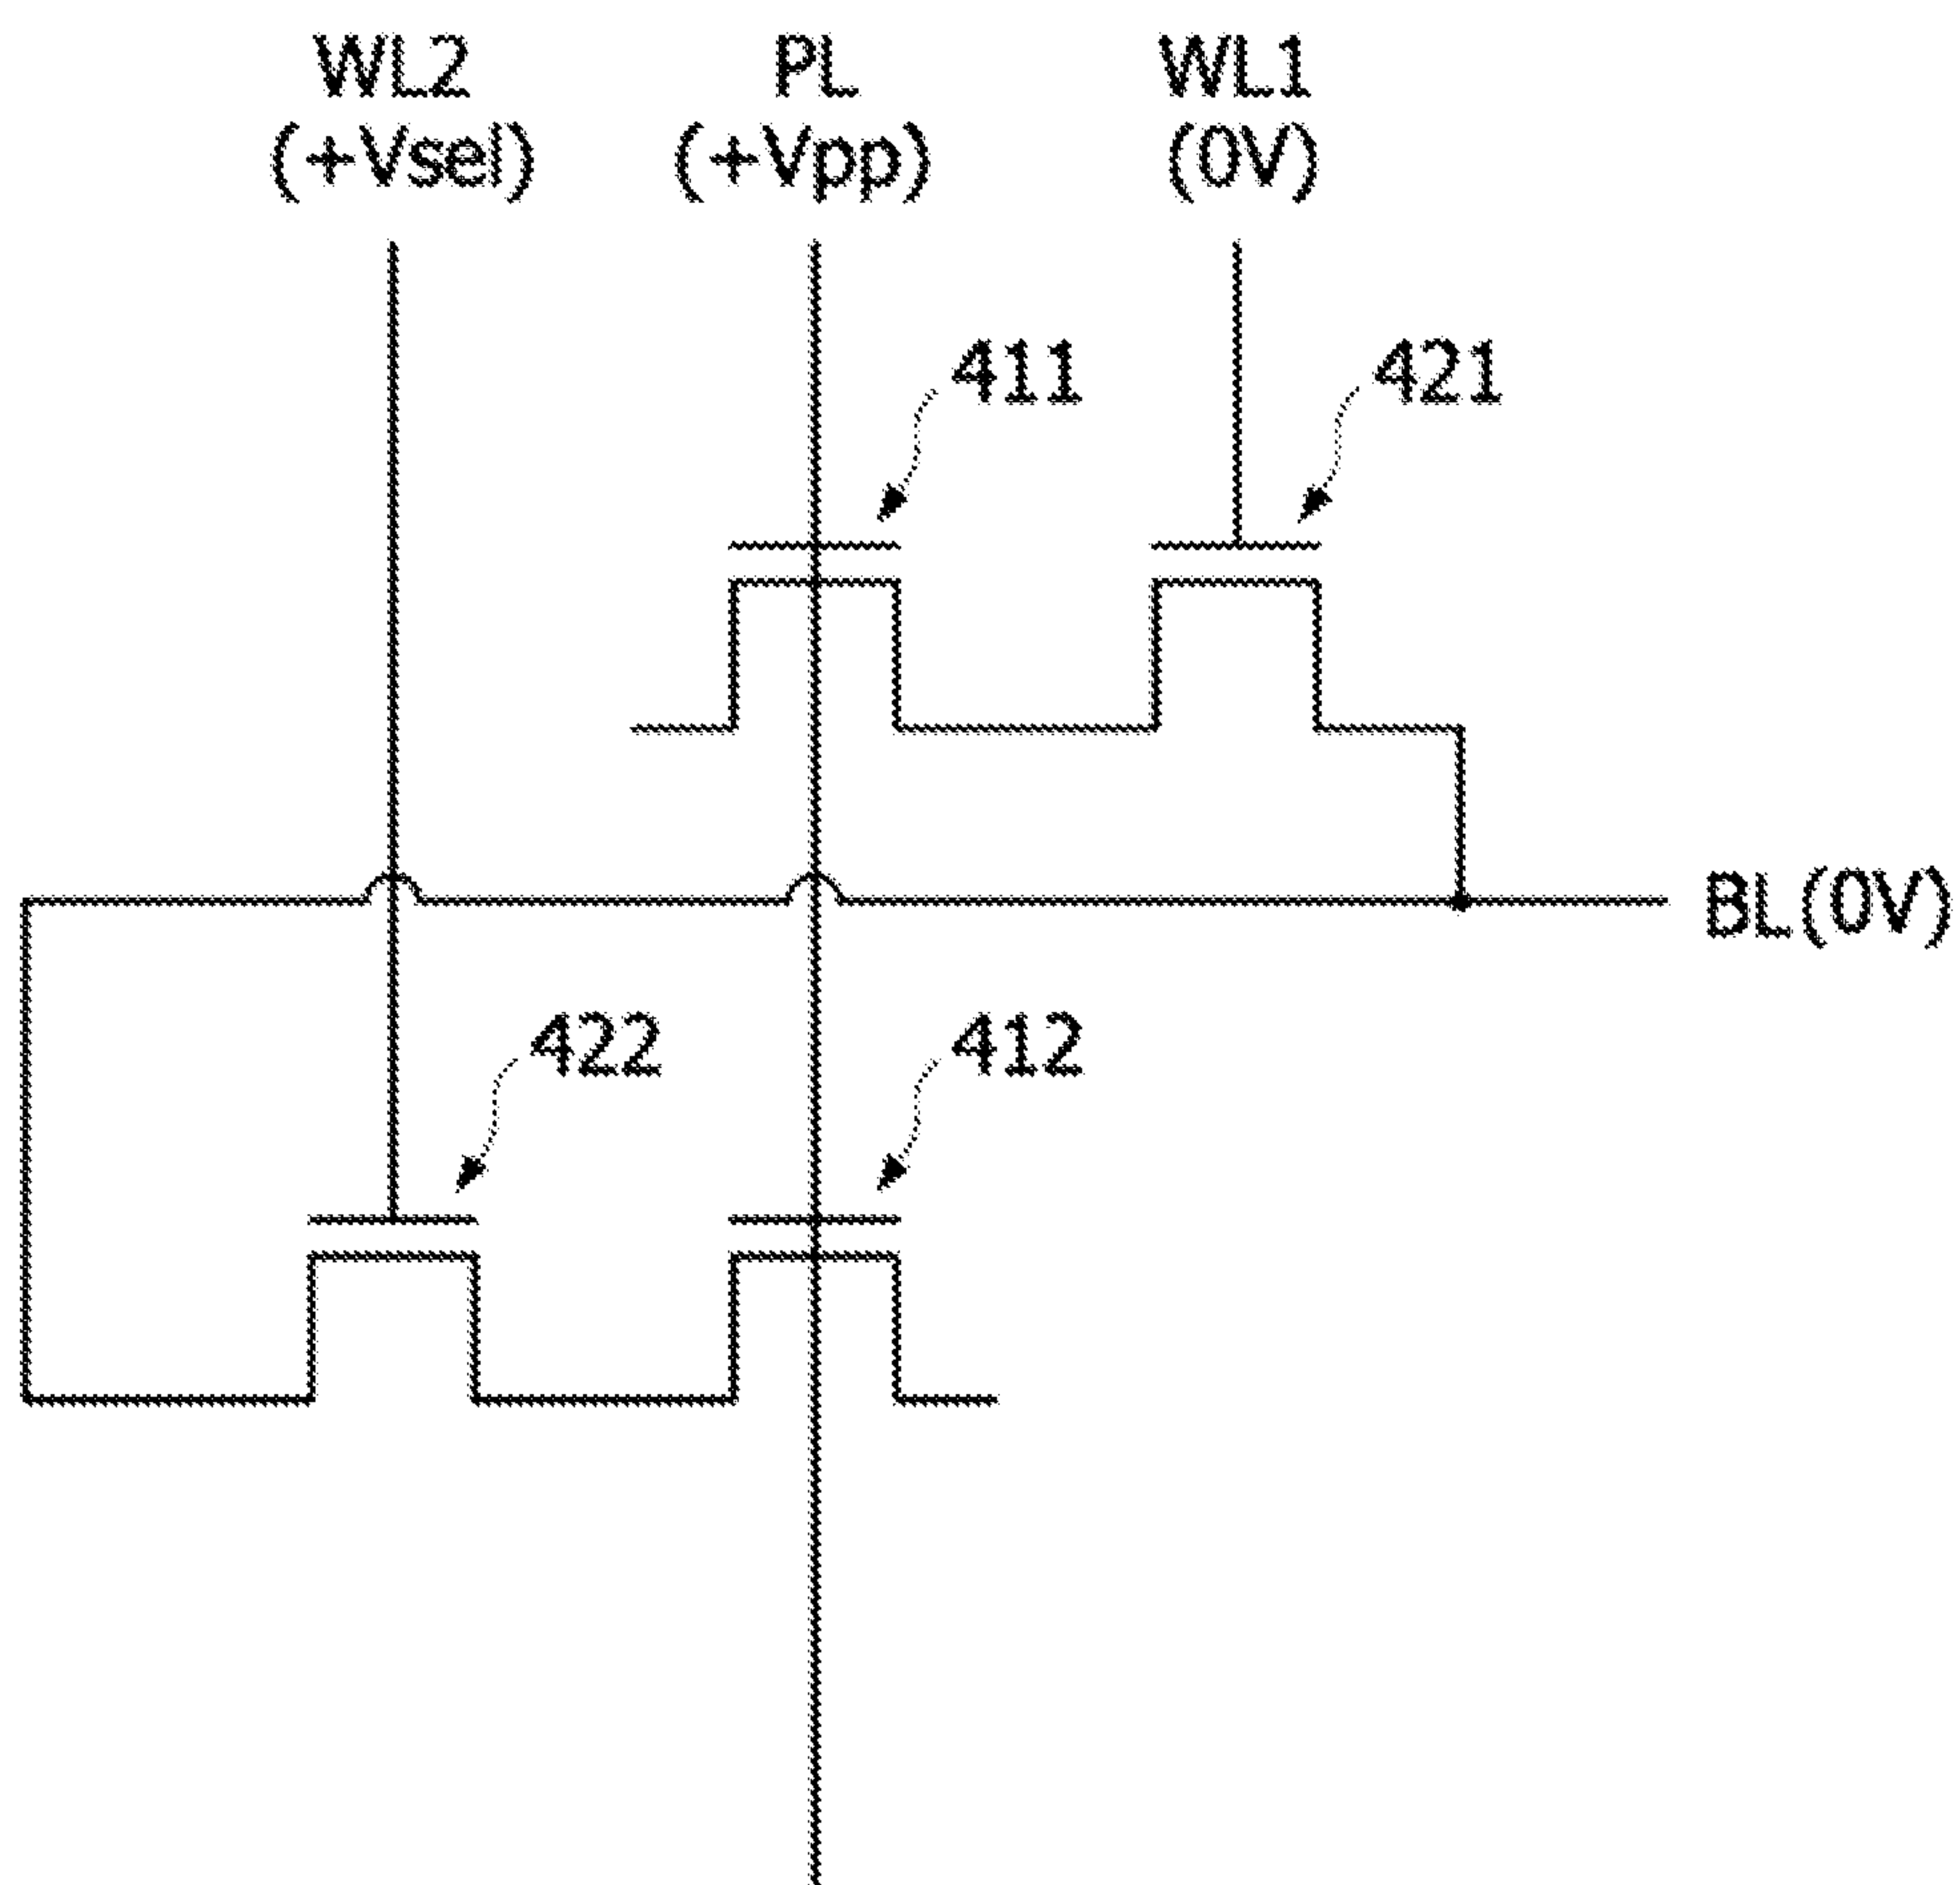 WL2 PL WL1
(+Vsel) (+Vpp) (0V)
411 421
BL(0V)
422 412